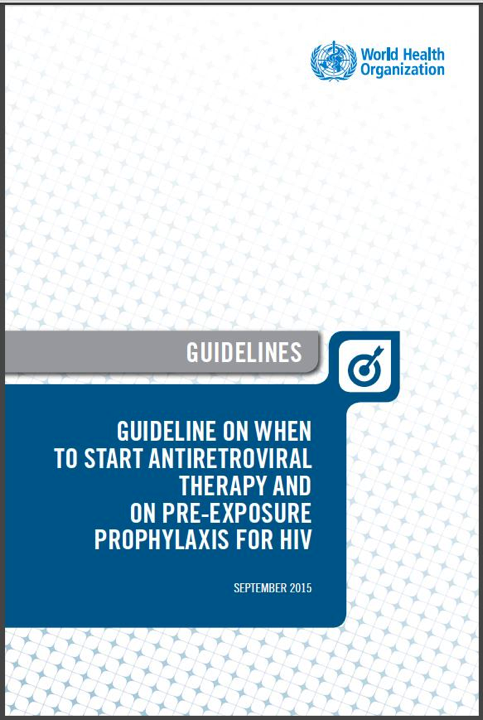 World Health
Organization
GUIDELINES
GUIDELINE ON WHEN
TO START ANTIRETROVIRAL
THERAPY AND
ON PRE-EXPOSURE
PROPHYLAXIS FOR HIV
SEPTEMBER 2015